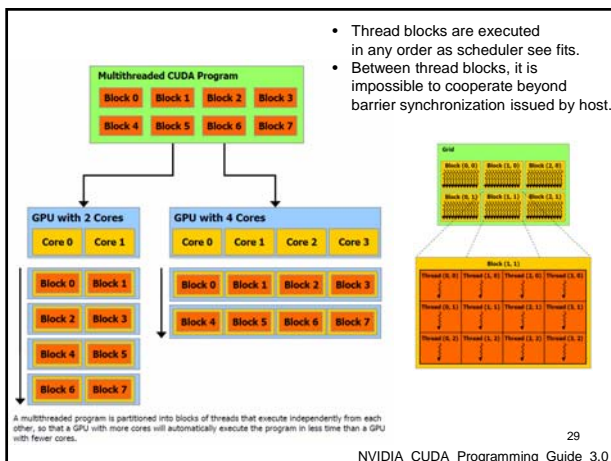 • Thread blocks are executed
in any order as scheduler see fits.
• Between thread blocks, it is
impossible to cooperate beyond
barrier synchronization issued by host.
Multithreaded CUDA Program
Block 0 Block 1 Block 2 Block 3
Block 4 Block 5 Block 6 Block 7
GPU with 2 Cores
Core 0 Core 1
Block 0 Block 1
Block 2 Block 3
Block 4 Block 5
Block 6 Block 7
GPU with 4 Cores
Core 0 Core 1 Core 2 Core 3
Block 0 Block 1 Block 2 Block 3
Block 4 Block 5 Block 6 Block 7
Grid
Block (0, 0) Block (1, 0) Block (2, 0)
Block (0, 1) Block (1, 1) Block (2, 1)
Block (1, 1)
Thread (0, 0) Thread (1, 0) Thread (2, 0) Thread (3, 0)
Thread (0, 1) Thread (1, 1) Thread (2, 1) Thread (3, 1)
Thread (0, 2) Thread (1, 2) Thread (2, 2) Thread (3, 2)
A multithreaded program is partitioned into blocks of threads that execute independently from each
other, so that a GPU with more cores will automatically execute the program in less time than a GPU
with fewer cores.
29
NVIDIA CUDA Programming Guide 3.0